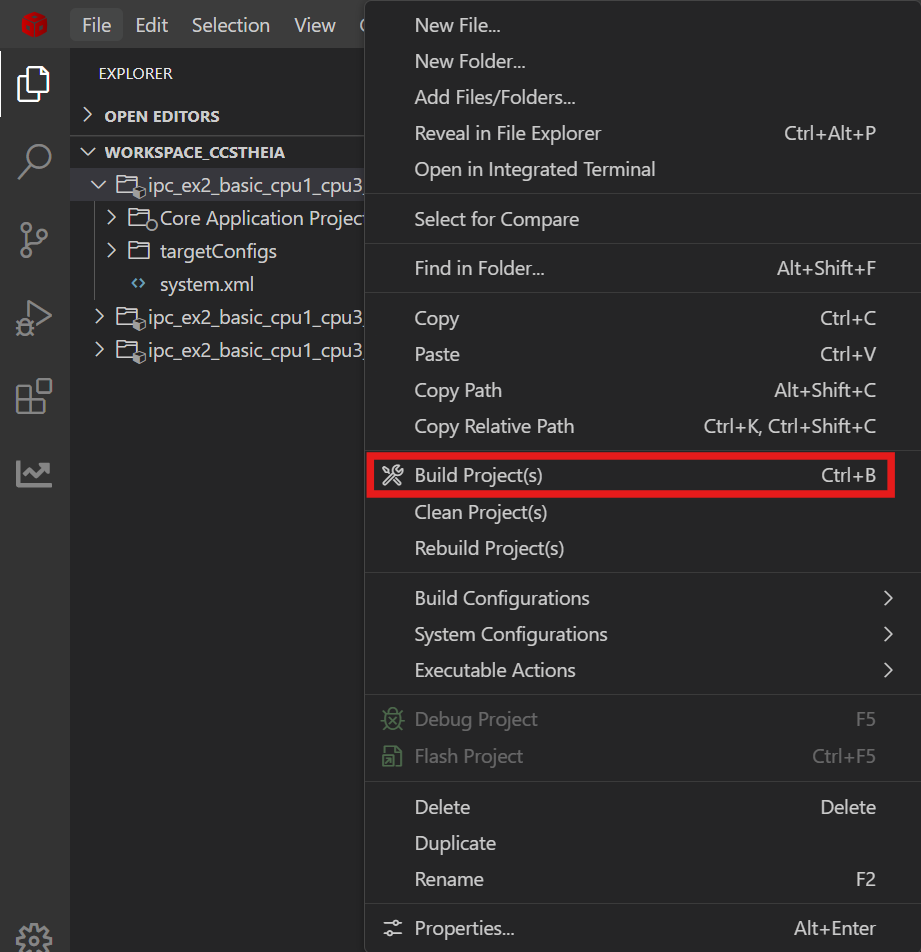 File Edit Selection View
EXPLORER
OPEN EDITORS
WORKSPACE_CCSTHEIA
ipc_ex2_basic_cpu1_cpu3_
Core Application Projec
targetConfigs
system.xml
ipc_ex2_basic_cpu1_cpu3_
ipc_ex2_basic_cpu1_cpu3_
New File...
New Folder...
Add Files/Folders...
Reveal in File Explorer Ctrl+Alt+P
Open in Integrated Terminal
Select for Compare
Find in Folder... Alt+Shift+F
Copy Ctrl+C
Paste Ctrl+V
Copy Path Alt+Shift+C
Copy Relative Path Ctrl+K, Ctrl+Shift+C
Build Project(s) Ctrl+B
Clean Project(s)
Rebuild Project(s)
Build Configurations
System Configurations
Executable Actions
Debug Project F5
Flash Project Ctrl+F5
Delete Delete
Duplicate
Rename F2
Properties... Alt+Enter